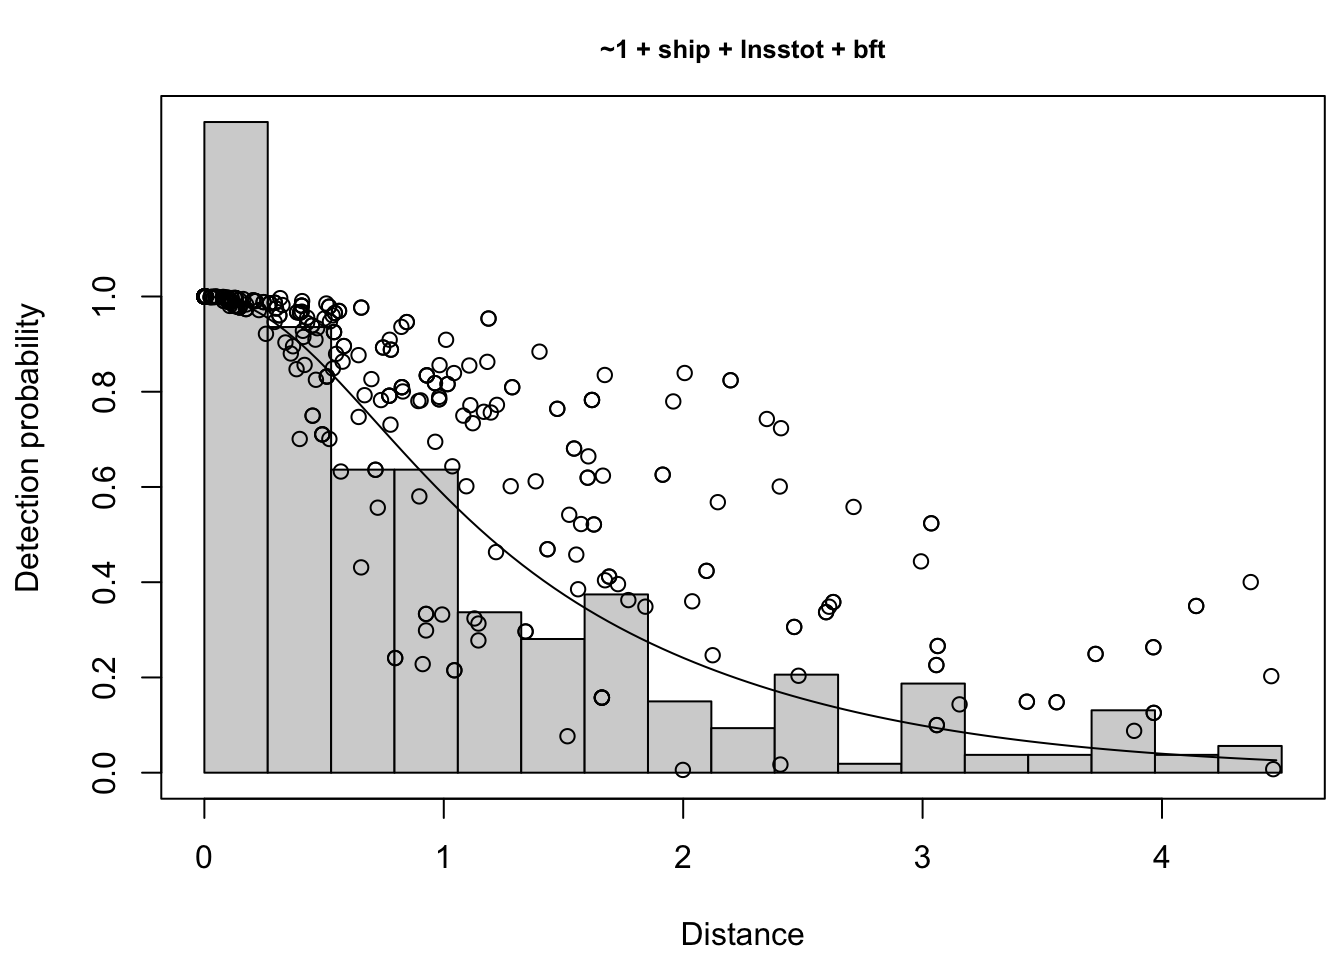 ~1 + ship + lnsstot + bft
Detection probability
1.0
0.8
0.6
0.4
0.2
0.0
0 1 2 3 4
Distance